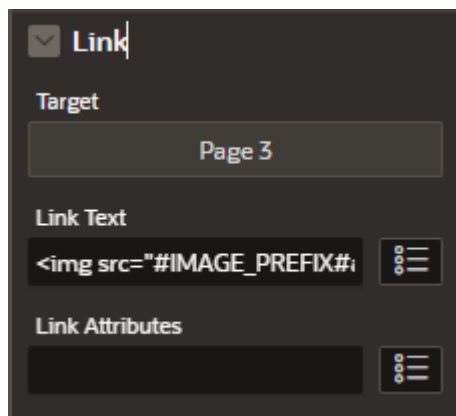 Link
Target
Page 3
Link Text
<img src="#IMAGE_PREFIX#a
Link Attributes